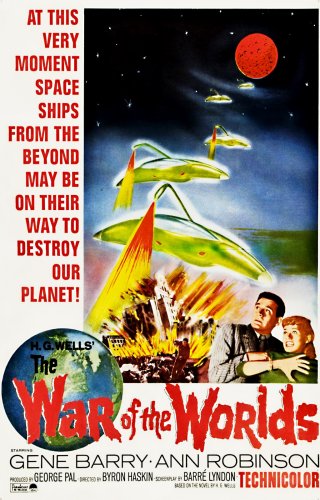 AT THIS
VERY
MOMENT
SPACE
SHIPS
FROM THE
BEYOND
MAY BE
ON THEIR
WAY TO
DESTROY
OUR
PLANET!
H.G. WELLS'
The
War of the Worlds
STARRING
GENE BARRY · ANN ROBINSON
PRODUCED BY GEORGE PAL DIRECTED BY BYRON HASKIN SCREENPLAY BY BARRÉ LYNDON TECHNICOLOR
BASED ON THE NOVEL BY H. G. WELLS